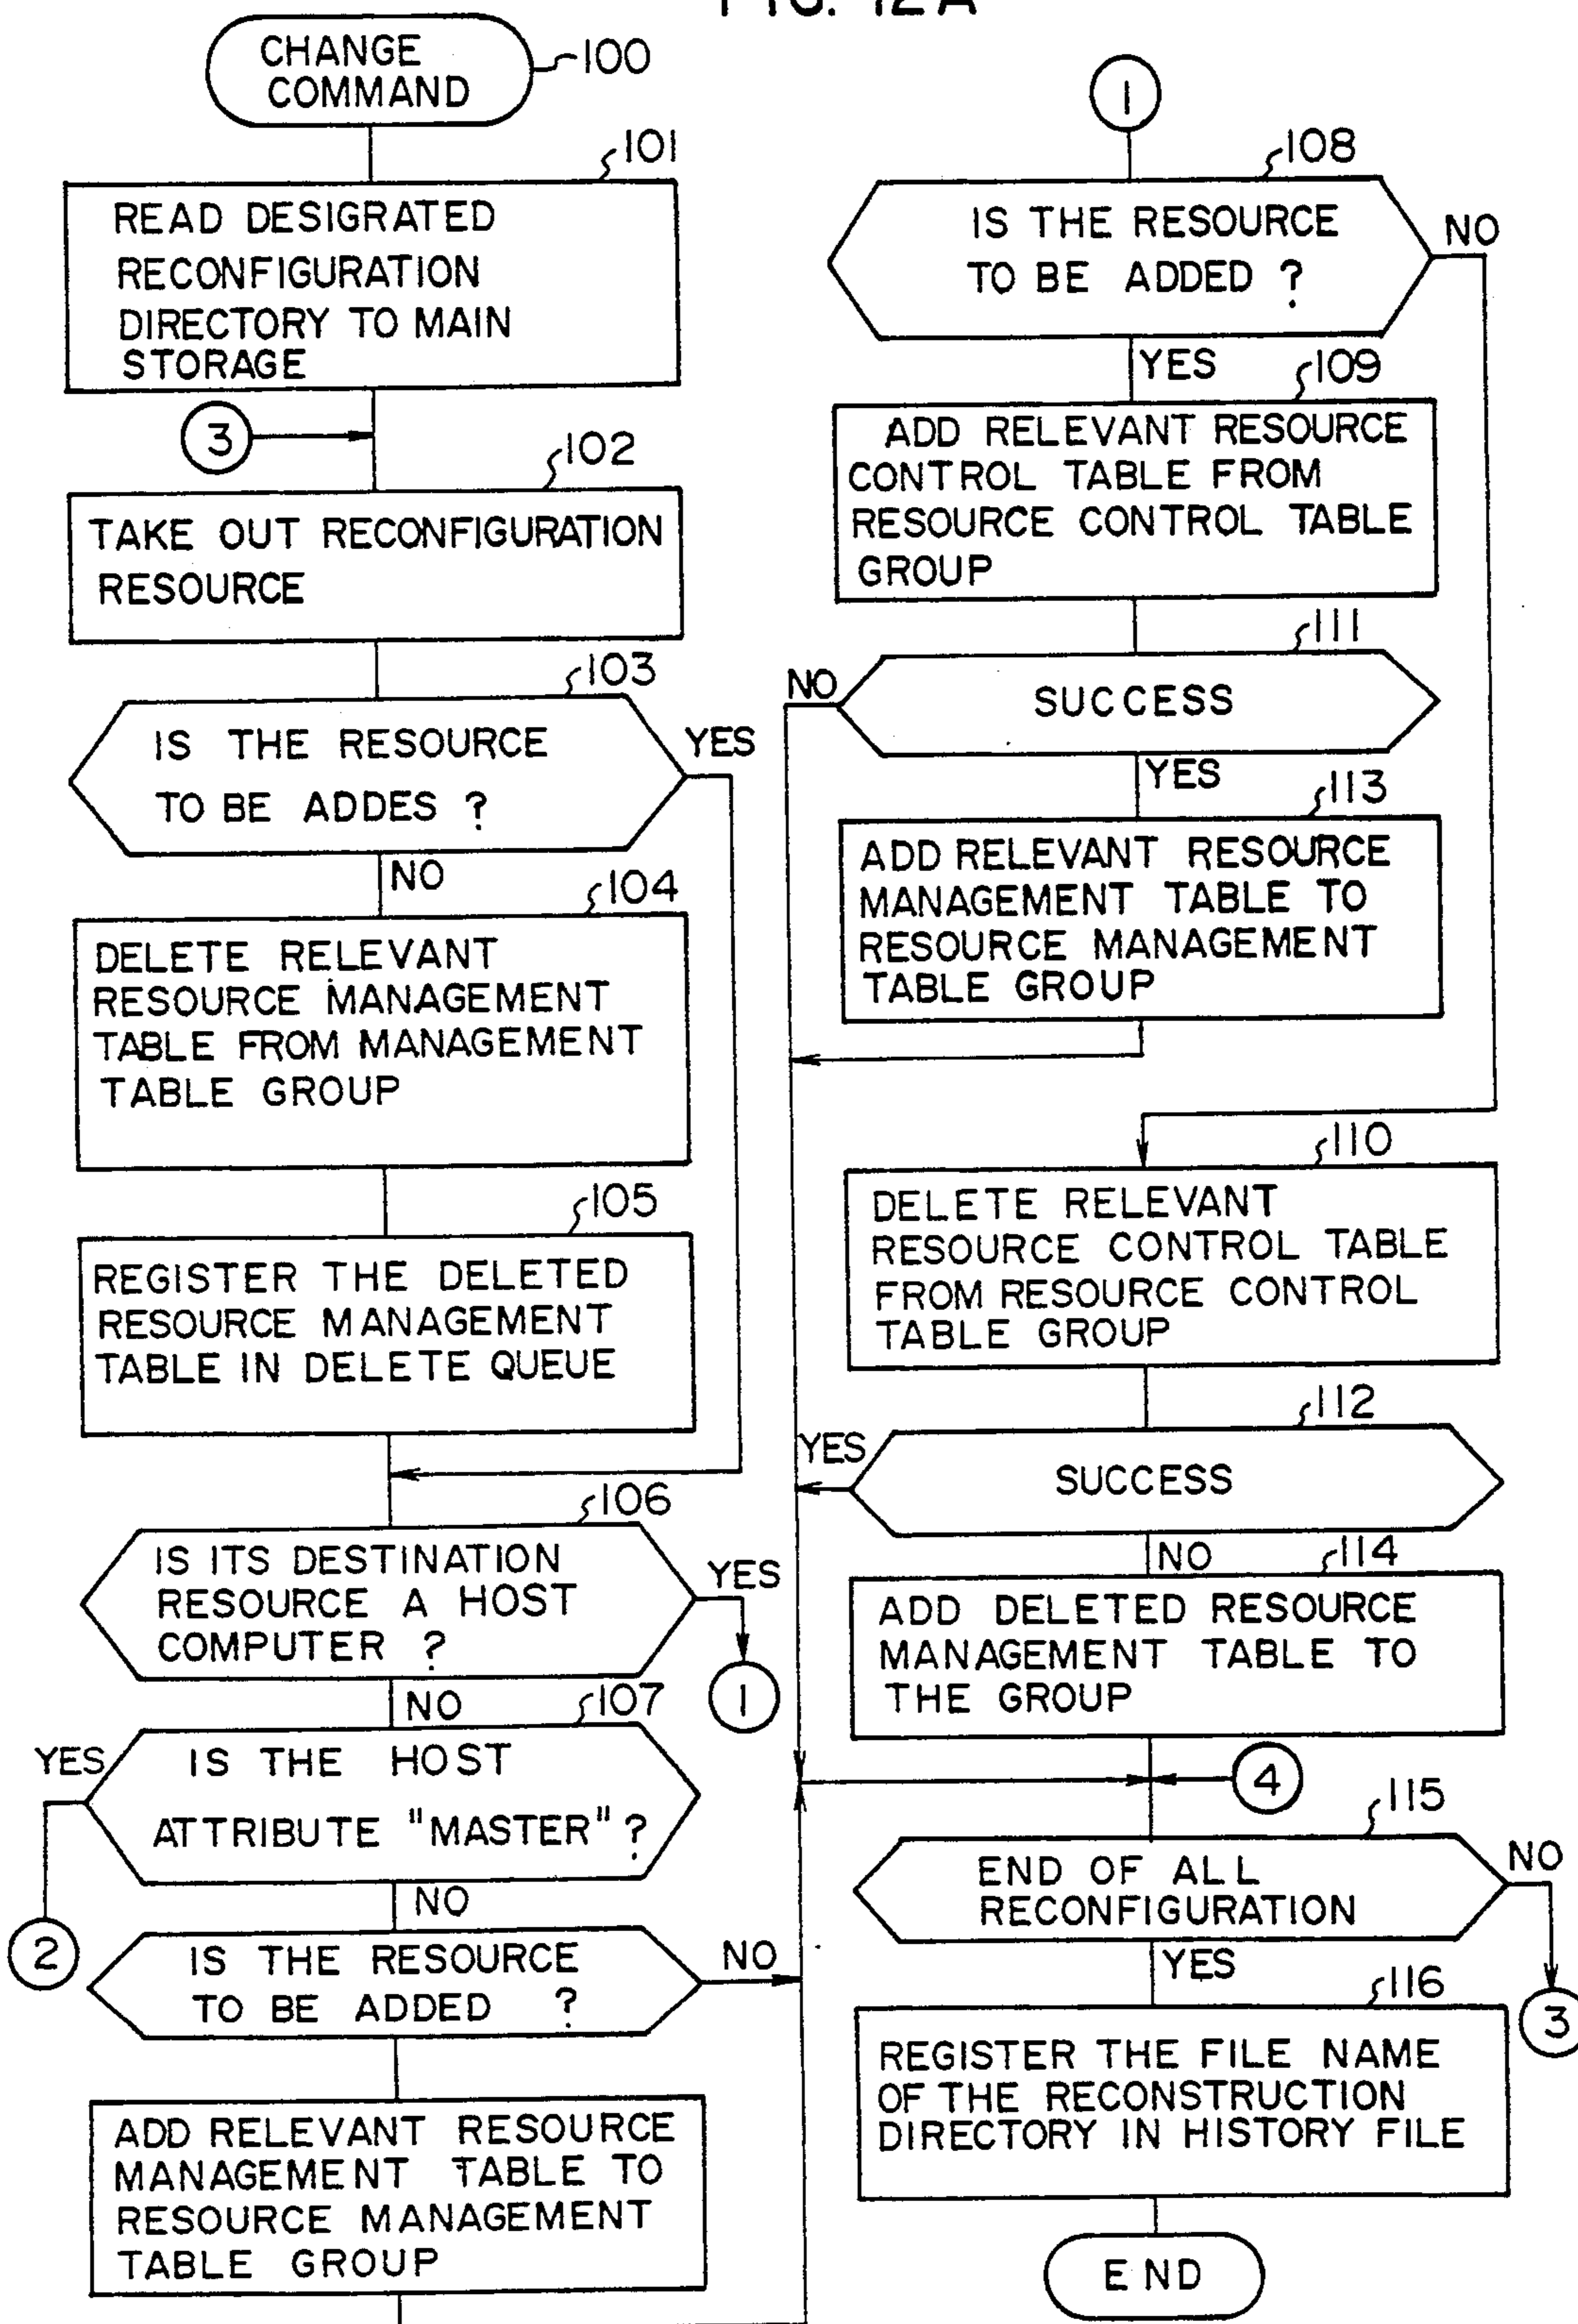 FIG. 12A
CHANGE
COMMAND
100
101
READ DESIGRATED
RECONFIGURATION
DIRECTORY TO MAIN
STORAGE
3
102
TAKE OUT RECONFIGURATION
RESOURCE
103
IS THE RESOURCE
TO BE ADDES ?
YES
NO
104
DELETE RELEVANT
RESOURCE MANAGEMENT
TABLE FROM MANAGEMENT
TABLE GROUP
105
REGISTER THE DELETED
RESOURCE MANAGEMENT
TABLE IN DELETE QUEUE
106
IS ITS DESTINATION
RESOURCE A HOST
COMPUTER ?
YES
1
NO
107
YES
IS THE HOST
ATTRIBUTE "MASTER" ?
2
NO
IS THE RESOURCE
TO BE ADDED ?
NO
ADD RELEVANT RESOURCE
MANAGEMENT TABLE TO
RESOURCE MANAGEMENT
TABLE GROUP
1
108
IS THE RESOURCE
TO BE ADDED ?
NO
YES
109
ADD RELEVANT RESOURCE
CONTROL TABLE FROM
RESOURCE CONTROL TABLE
GROUP
111
NO
SUCCESS
YES
113
ADD RELEVANT RESOURCE
MANAGEMENT TABLE TO
RESOURCE MANAGEMENT
TABLE GROUP
110
DELETE RELEVANT
RESOURCE CONTROL TABLE
FROM RESOURCE CONTROL
TABLE GROUP
112
YES
SUCCESS
NO
114
ADD DELETED RESOURCE
MANAGEMENT TABLE TO
THE GROUP
4
115
END OF ALL
RECONFIGURATION
NO
3
YES
116
REGISTER THE FILE NAME
OF THE RECONSTRUCTION
DIRECTORY IN HISTORY FILE
END